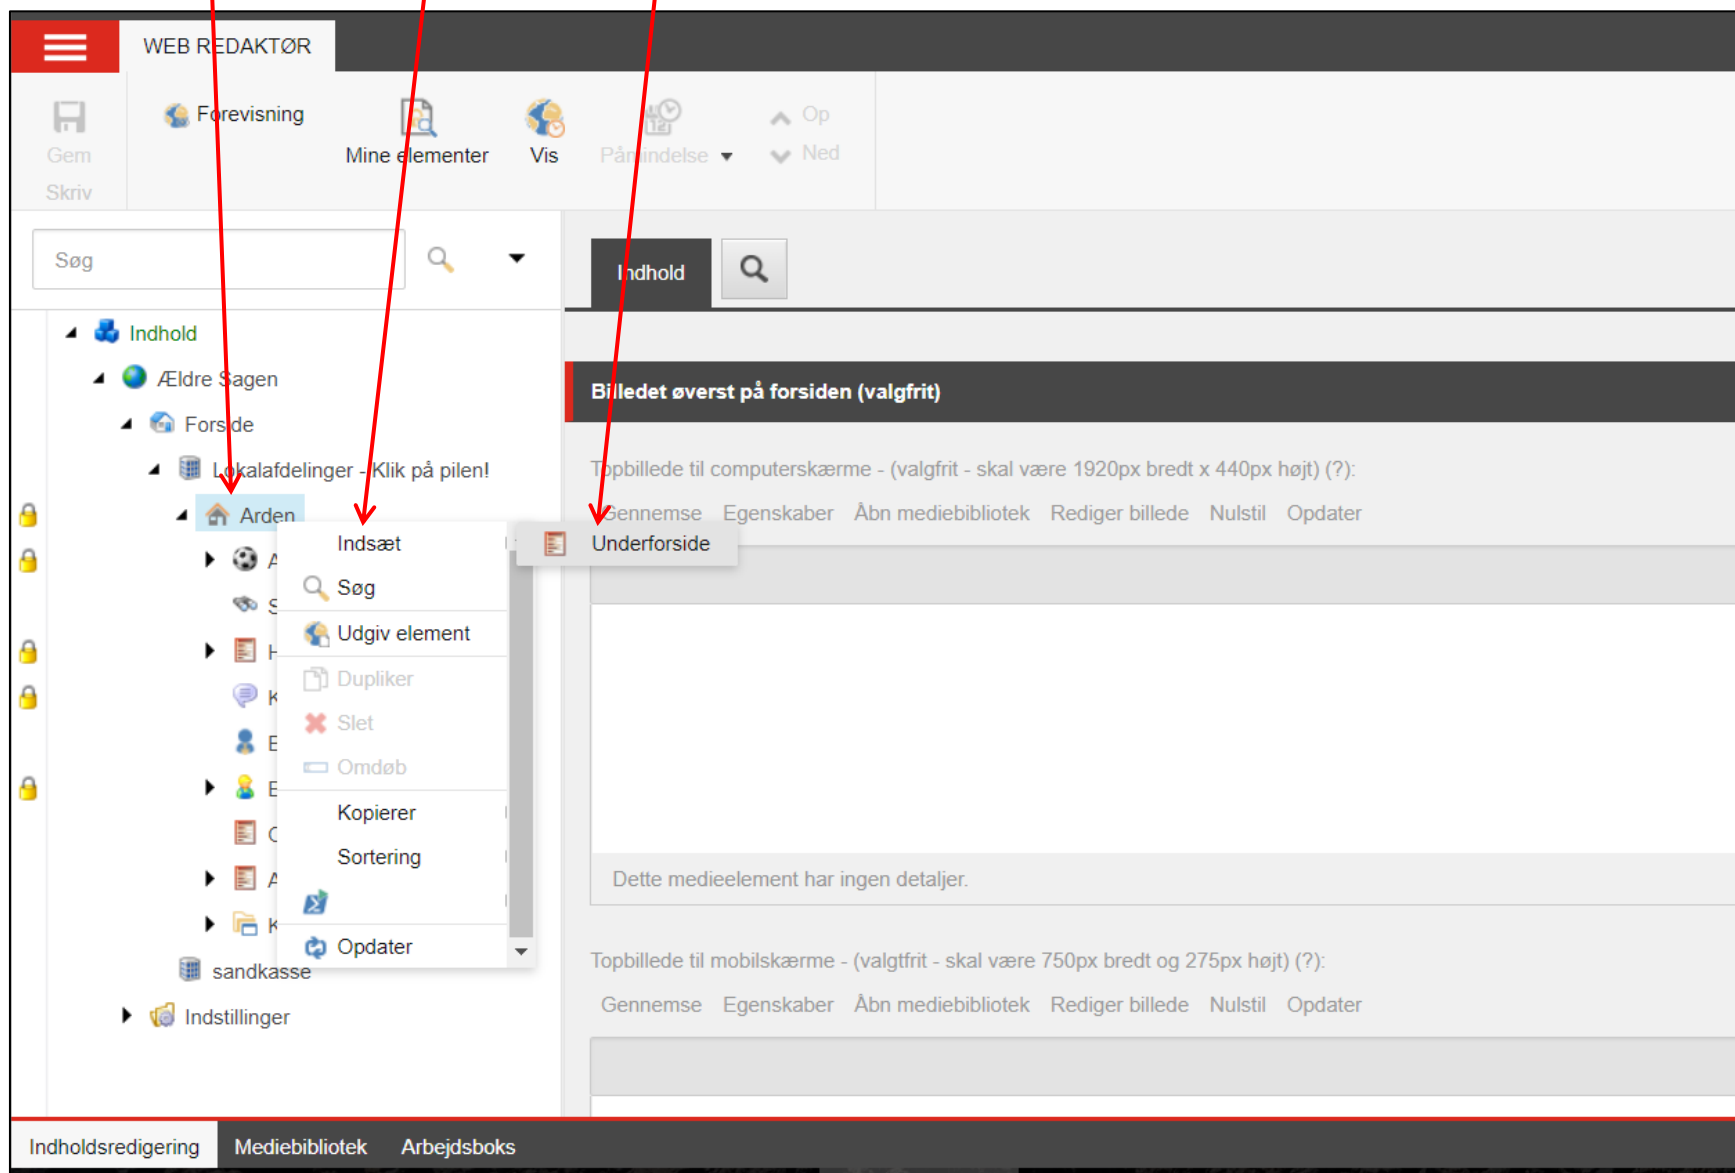 WEB REDAKTØR
Forevisning
Gem
Skriv
Mine elementer
Vis
Påmindelse
Op
Ned
Søg
Indhold
Ældre Sagen
Forside
Lokalafdelinger - Klik på pilen!
Arden
sandkasse
Indstillinger
Indsæt
Søg
Udgiv element
Dupliker
Slet
Omdøb
Kopierer
Sortering
Opdater
Underforside
Indhold
Billedet øverst på forsiden (valgfrit)
Topbillede til computerskærme - (valgfrit - skal være 1920px bredt x 440px højt) (?):
Gennemse Egenskaber Åbn mediebibliotek Rediger billede Nulstil Opdater
Dette medieelement har ingen detaljer.
Topbillede til mobilskærme - (valgtfrit - skal være 750px bredt og 275px højt) (?):
Gennemse Egenskaber Åbn mediebibliotek Rediger billede Nulstil Opdater
Indholdsredigering Mediebibliotek Arbejdsboks